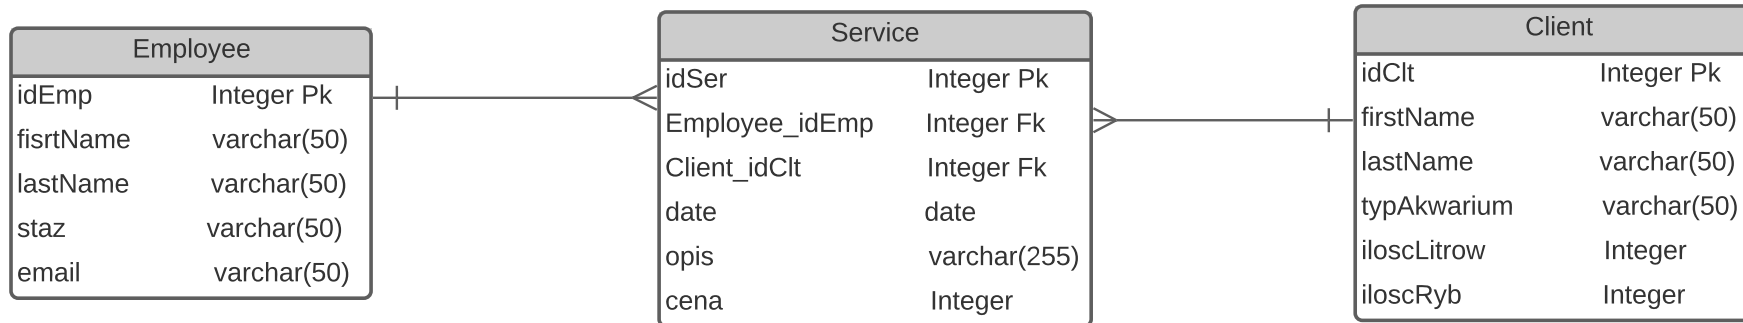 Employee
idEmp Integer Pk
fisrtName varchar(50)
lastName varchar(50)
staz varchar(50)
email varchar(50)
Service
idSer Integer Pk
Employee_idEmp Integer Fk
Client_idClt Integer Fk
date date
opis varchar(255)
cena Integer
Client
idClt Integer Pk
firstName varchar(50)
lastName varchar(50)
typAkwarium varchar(50)
iloscLitrow Integer
iloscRyb Integer